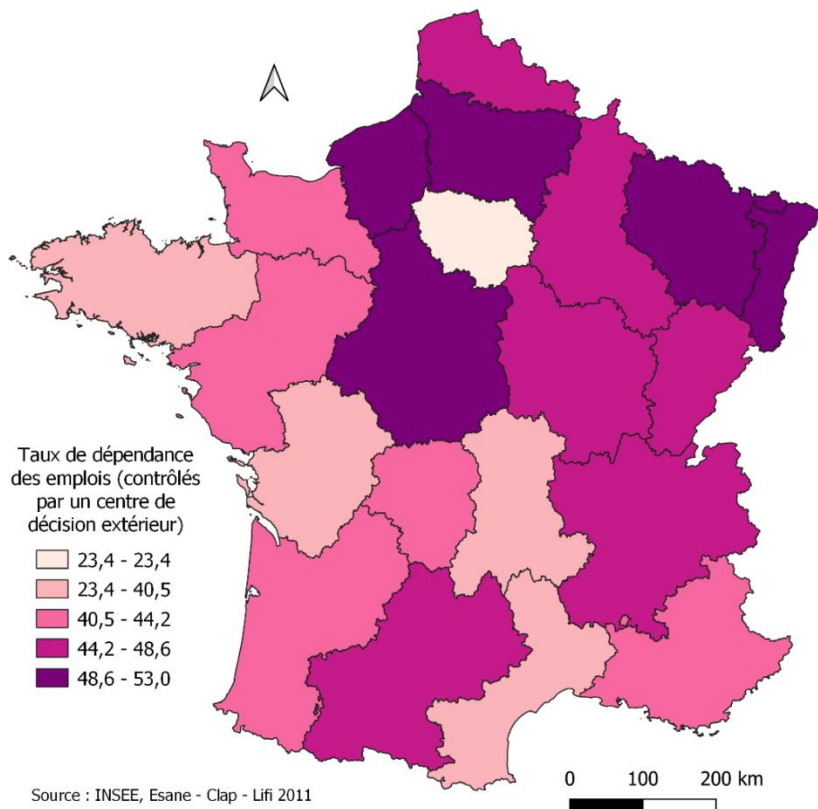 Taux de dépendance
des emplois (contrôlés
par un centre de
décision extérieur)
23,4 - 23,4
23,4 - 40,5
40,5 - 44,2
44,2 - 48,6
48,6 - 53,0
Source : INSEE, Esane - Clap - Lifi 2011
0 100 200 km